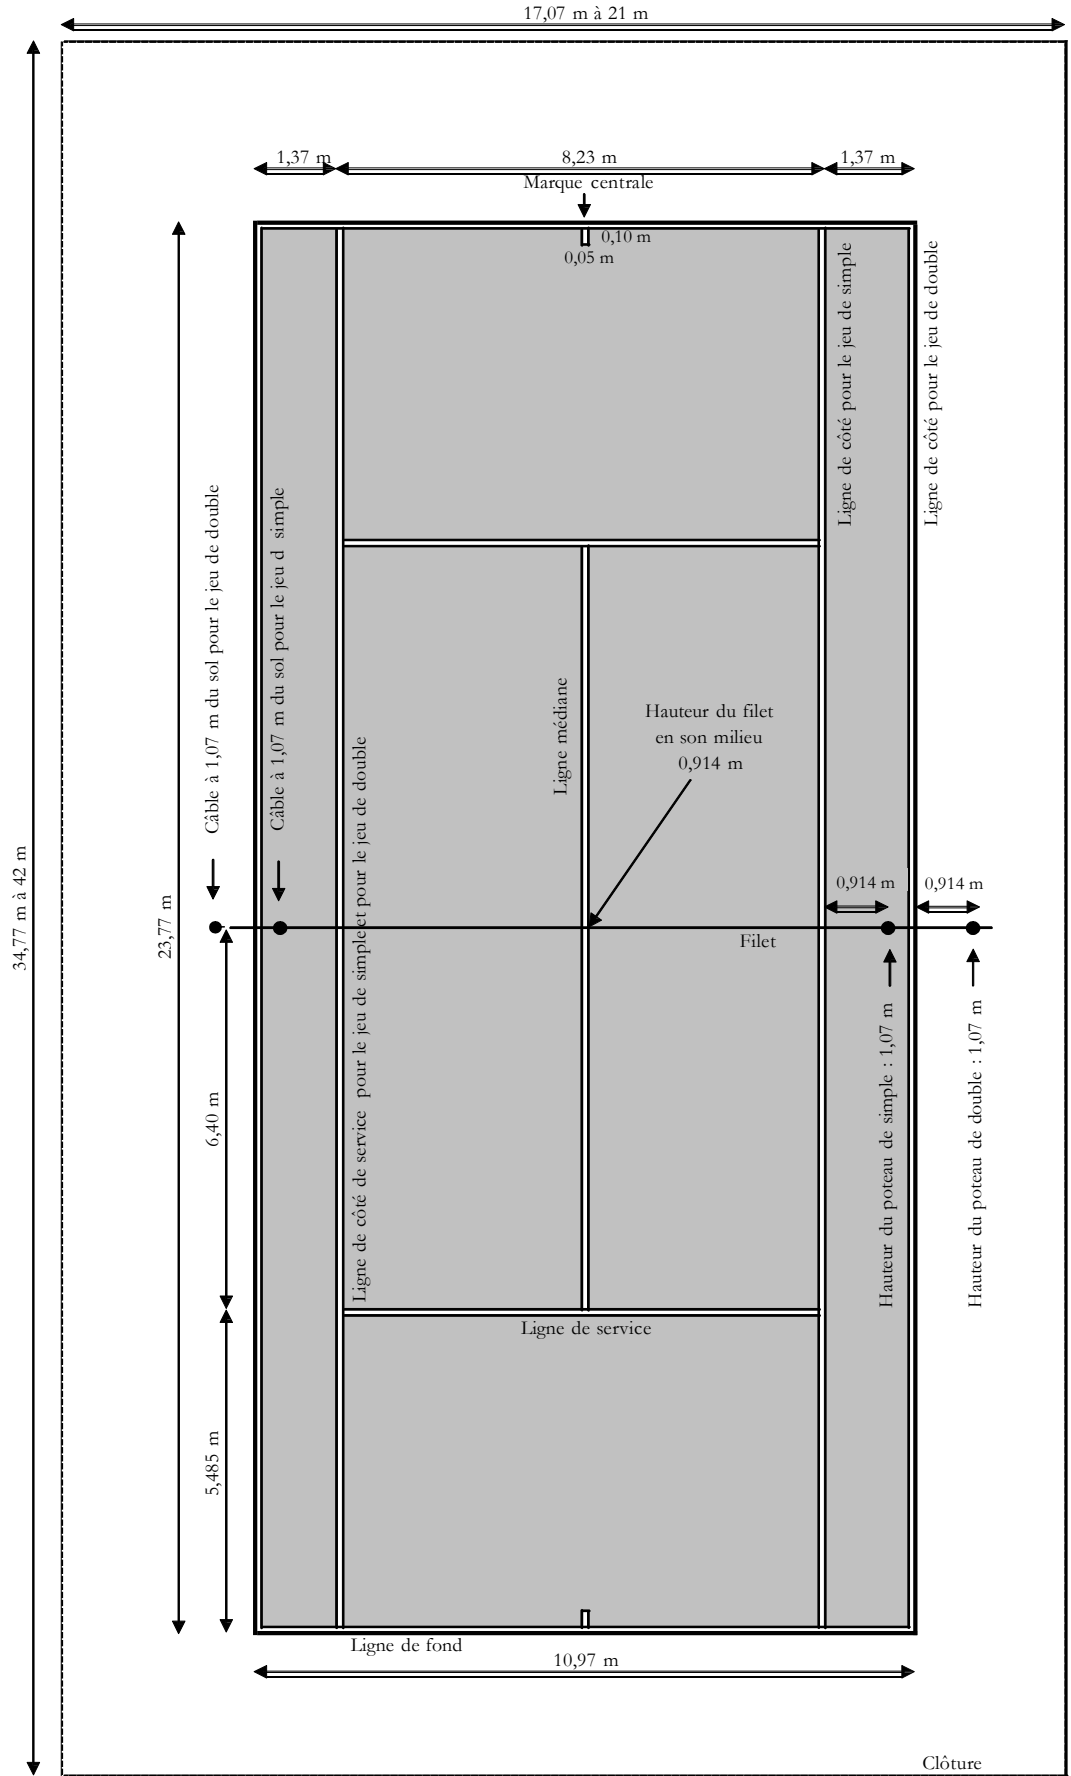 17,07 m à 21 m
1,37 m
8,23 m
1,37 m
Marque centrale
0,10 m
0,05 m
Ligne de côté pour le jeu de simple
Ligne de côté pour le jeu de double
Câble à 1,07 m du sol pour le jeu de double
Câble à 1,07 m du sol pour le jeu d simple
Ligne médiane
Hauteur du filet
en son milieu
0,914 m
Ligne de côté de service pour le jeu de simple et pour le jeu de double
34,77 m à 42 m
23,77 m
0,914 m
0,914 m
Filet
6,40 m
Hauteur du poteau de simple : 1,07 m
Hauteur du poteau de double : 1,07 m
Ligne de service
5,485 m
Ligne de fond
10,97 m
Clôture